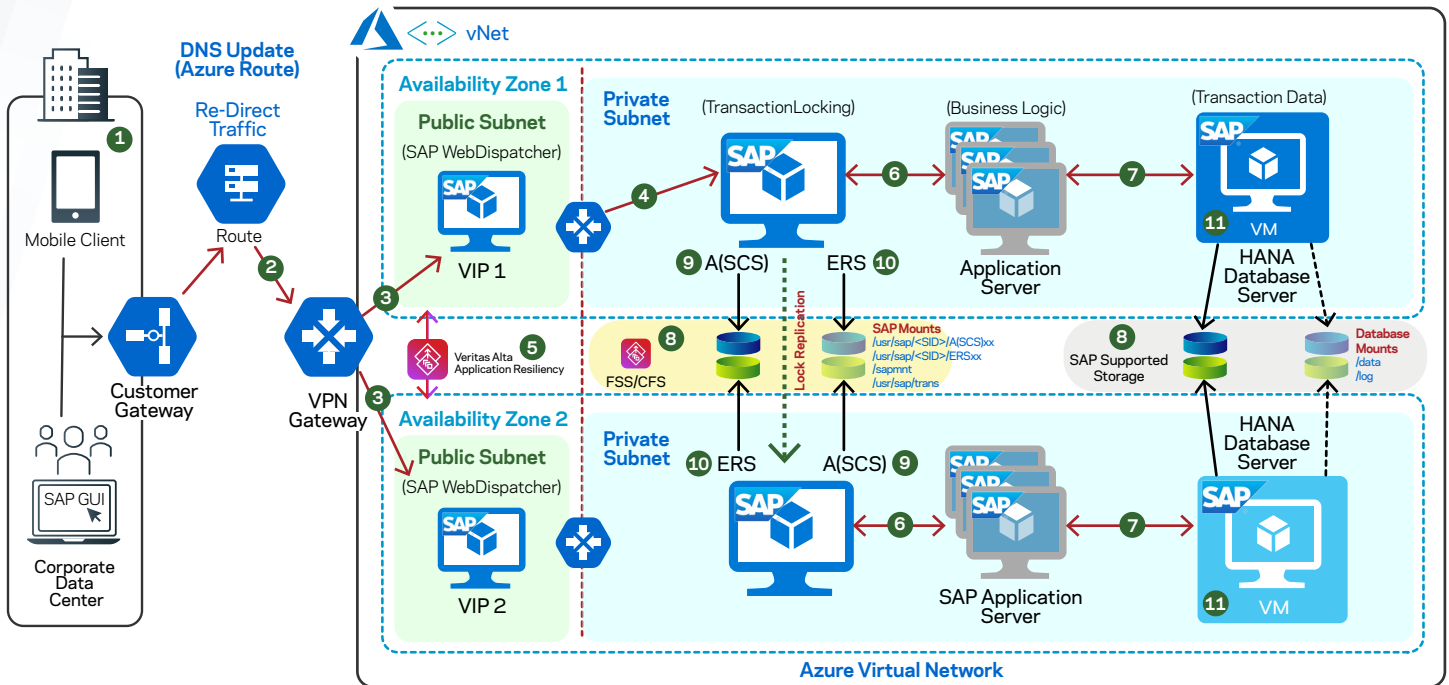 vNet
DNS Update
(Azure Route)
Re-Direct
Traffic
Route
1
Mobile Client
2
Customer
Gateway
VPN
Gateway
3
3
SAP GUI
Corporate
Data
Center
Availability Zone 1
Public Subnet
(SAP WebDispatcher)
SAP
VIP 1
Private
Subnet
(TransactionLocking)
SAP
4
6
(Business Logic)
SAP
SAP
SAP
Application
Server
7
(Transaction Data)
SAP
11
VM
HANA
Database
Server
9 A(SCS)
ERS 10
5
Veritas Alta
Application Resiliency
8
FSS/CFS
Lock Replication
SAP Mounts
/usr/sap/<SID>/A(SCS)xx
/usr/sap/<SID>/ERSxx
/sapmnt
/usr/sap/trans
8
SAP Supported
Storage
Database
Mounts
/data
/log
Availability Zone 2
Public Subnet
(SAP WebDispatcher)
SAP
VIP 2
Private
Subnet
10 ERS
A(SCS) 9
SAP
6
SAP
SAP
SAP
SAP Application
Server
7
HANA
Database
Server
SAP
11
VM
Azure Virtual Network